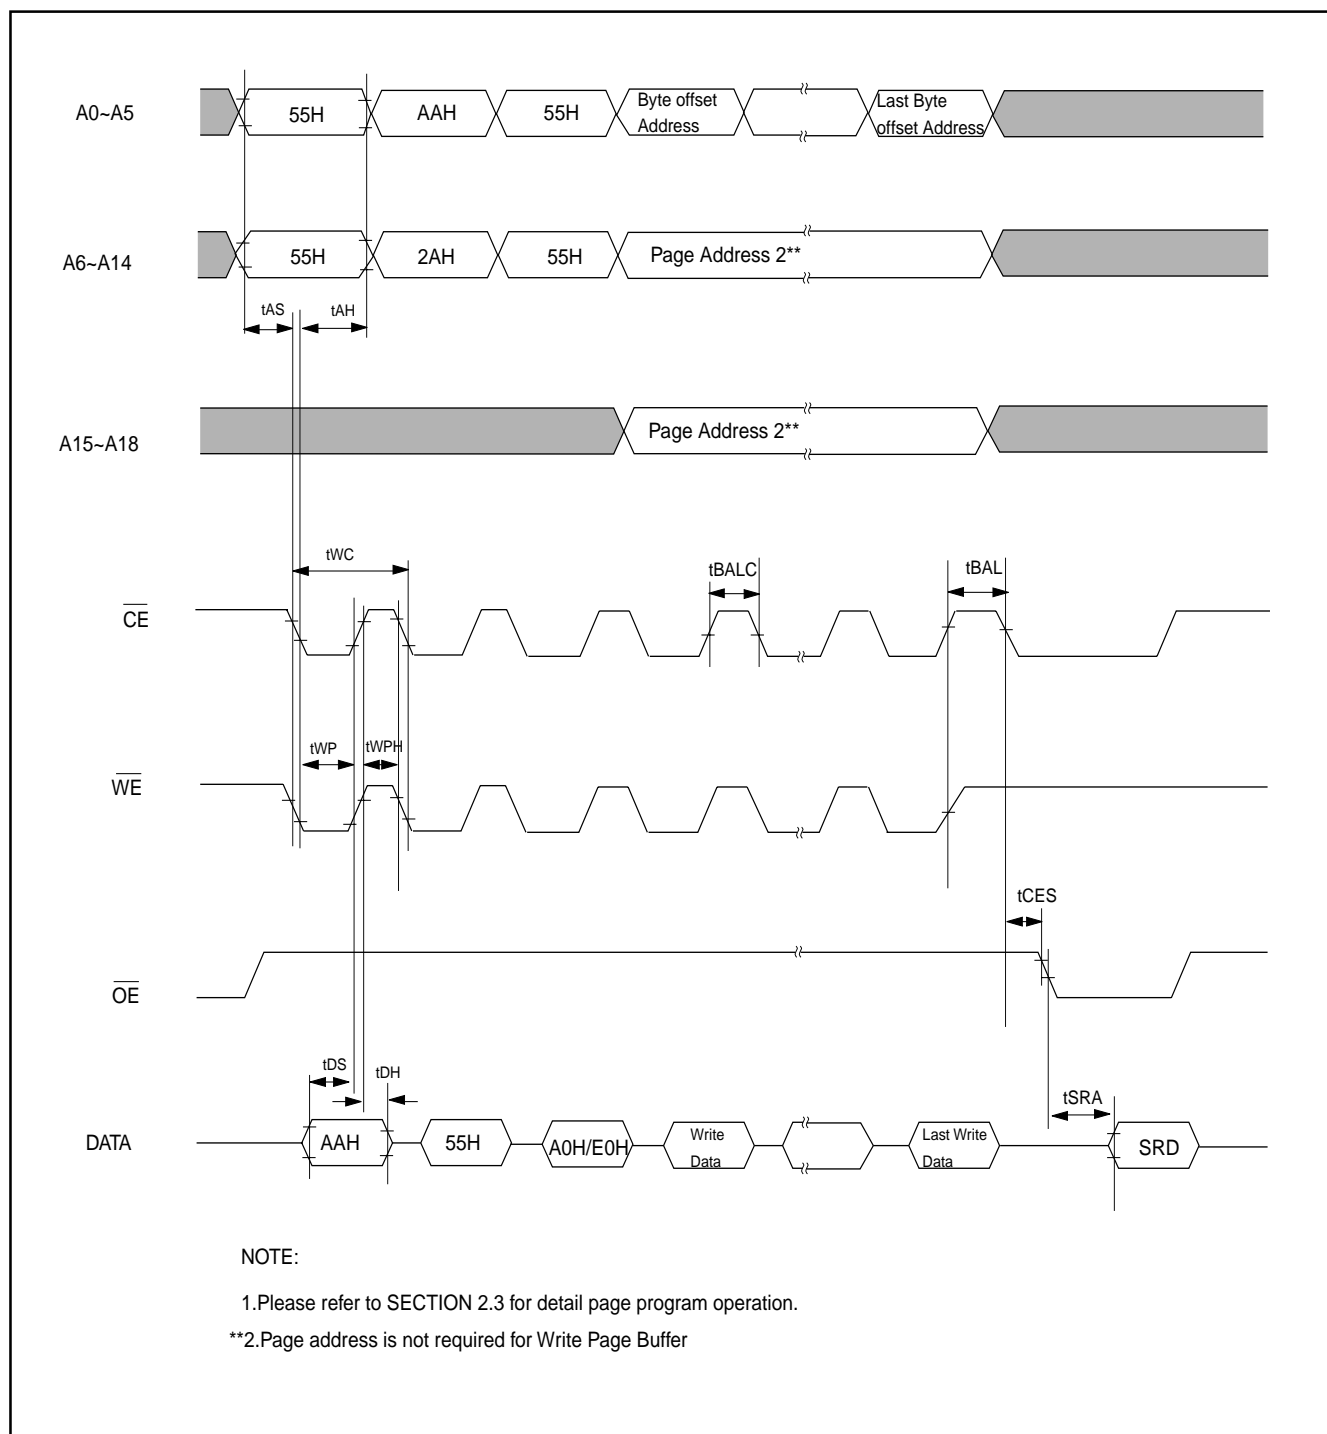 A0~A5
55H
AAH
55H
Byte offset
Address
Last Byte
offset Address
A6~A14
55H
2AH
55H
Page Address 2**
tAS
tAH
A15~A18
Page Address 2**
tWC
tBALC
tBAL
CE
tWP
tWPH
WE
tCES
OE
tDS
tDH
tSRA
DATA
AAH
55H
A0H/E0H
Write
Data
Last Write
Data
SRD
NOTE:
1.Please refer to SECTION 2.3 for detail page program operation.
**2.Page address is not required for Write Page Buffer